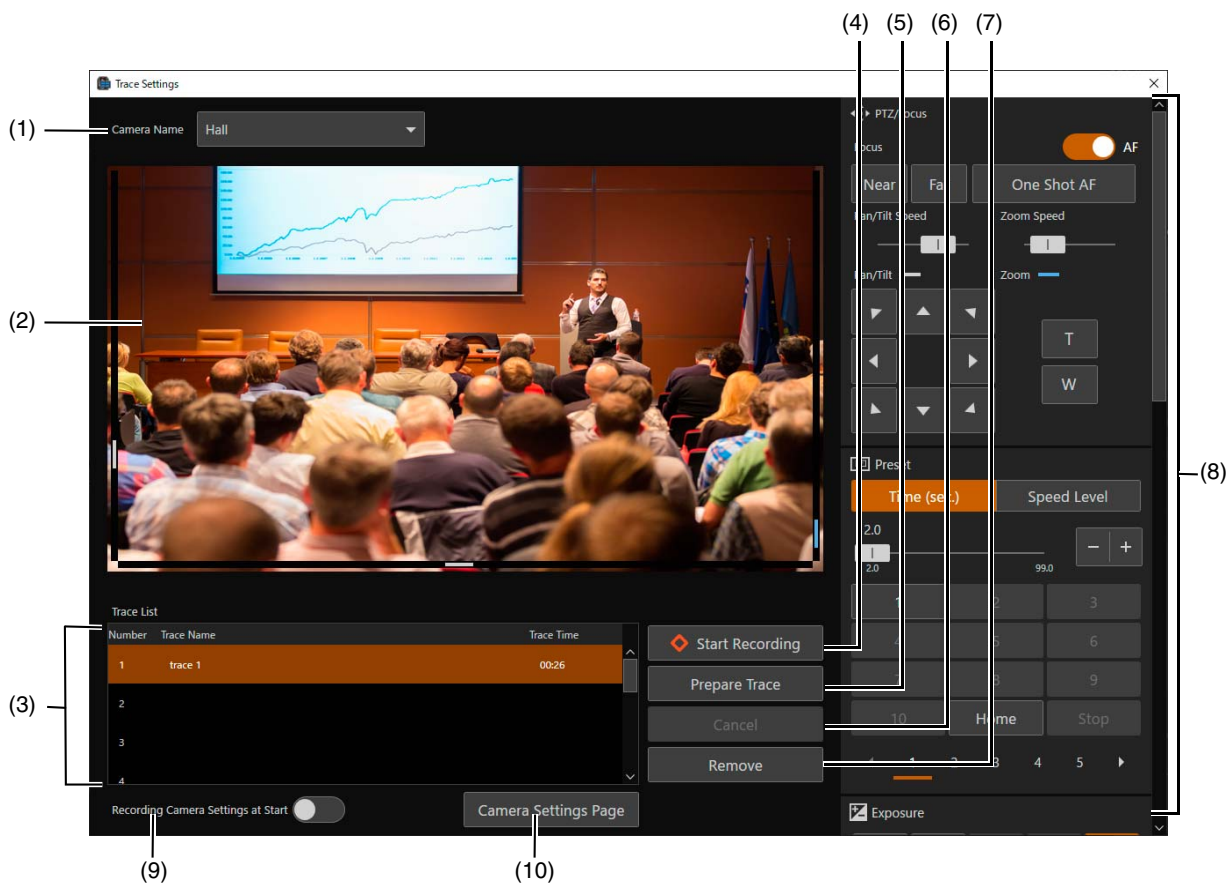 (4) (5) (6) (7)
Trace Settings
(1)
Camera Name Hall
PTZ/Focus
Focus AF
Near Fa One Shot AF
Pan/Tilt Speed Zoom Speed
(2)
Pan/Tilt Zoom
T
W
(8)
Preset
Time (sec.) Speed Level
2.0
− +
2.0 99.0
1 2 3
4 5 6
8 9
10 Home Stop
1 2 3 4 5
Exposure
Trace List
Number Trace Name Trace Time
1 trace 1 00:26
2
3
4
(3)
Start Recording
Prepare Trace
Cancel
Remove
Recording Camera Settings at Start
Camera Settings Page
(9) (10)